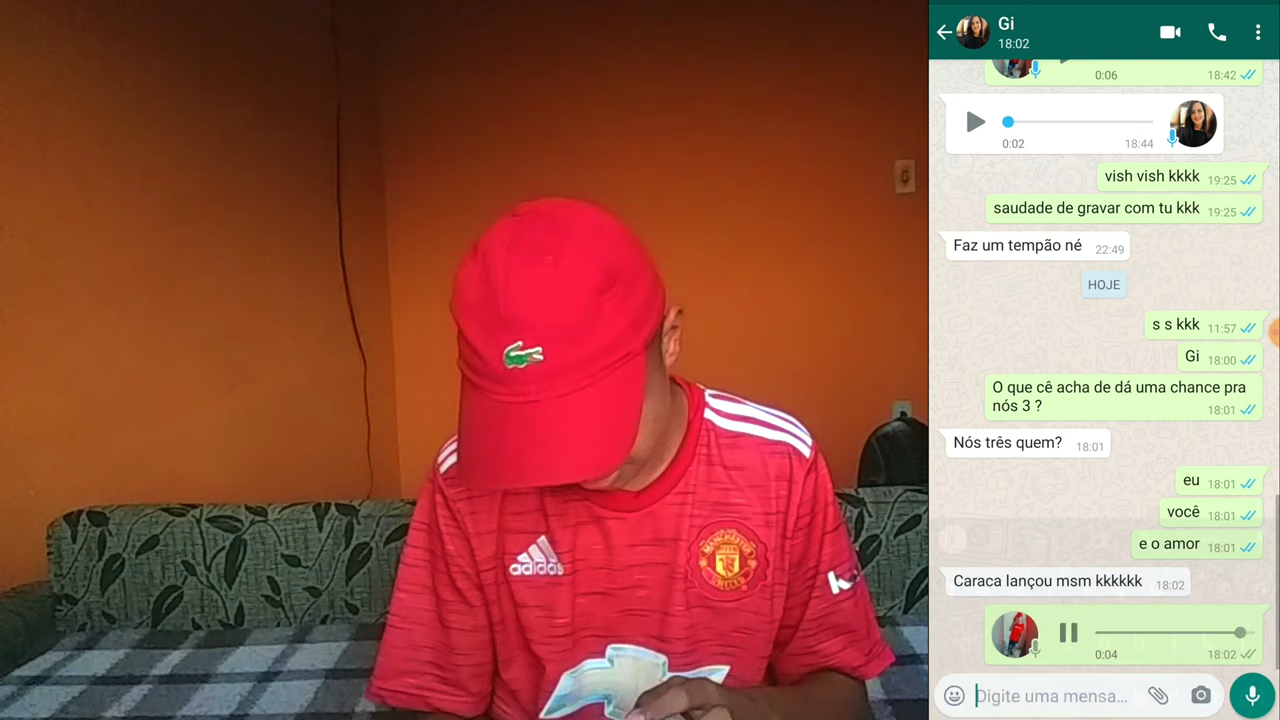 Gi
18:02
0:06 18:42
0:02 18:44
vish vish kkkk 19:25
saudade de gravar com tu kkk 19:25
Faz um tempão né 22:49
HOJE
s s kkk 11:57
Gi 18:00
O que cê acha de dá uma chance pra
nós 3 ? 18:01
Nós três quem? 18:01
eu 18:01
você 18:01
e o amor 18:01
Caraca lançou msm kkkkkk 18:02
0:04 18:02
Digite uma mensa...
adidas
MANCHESTER
UNITED